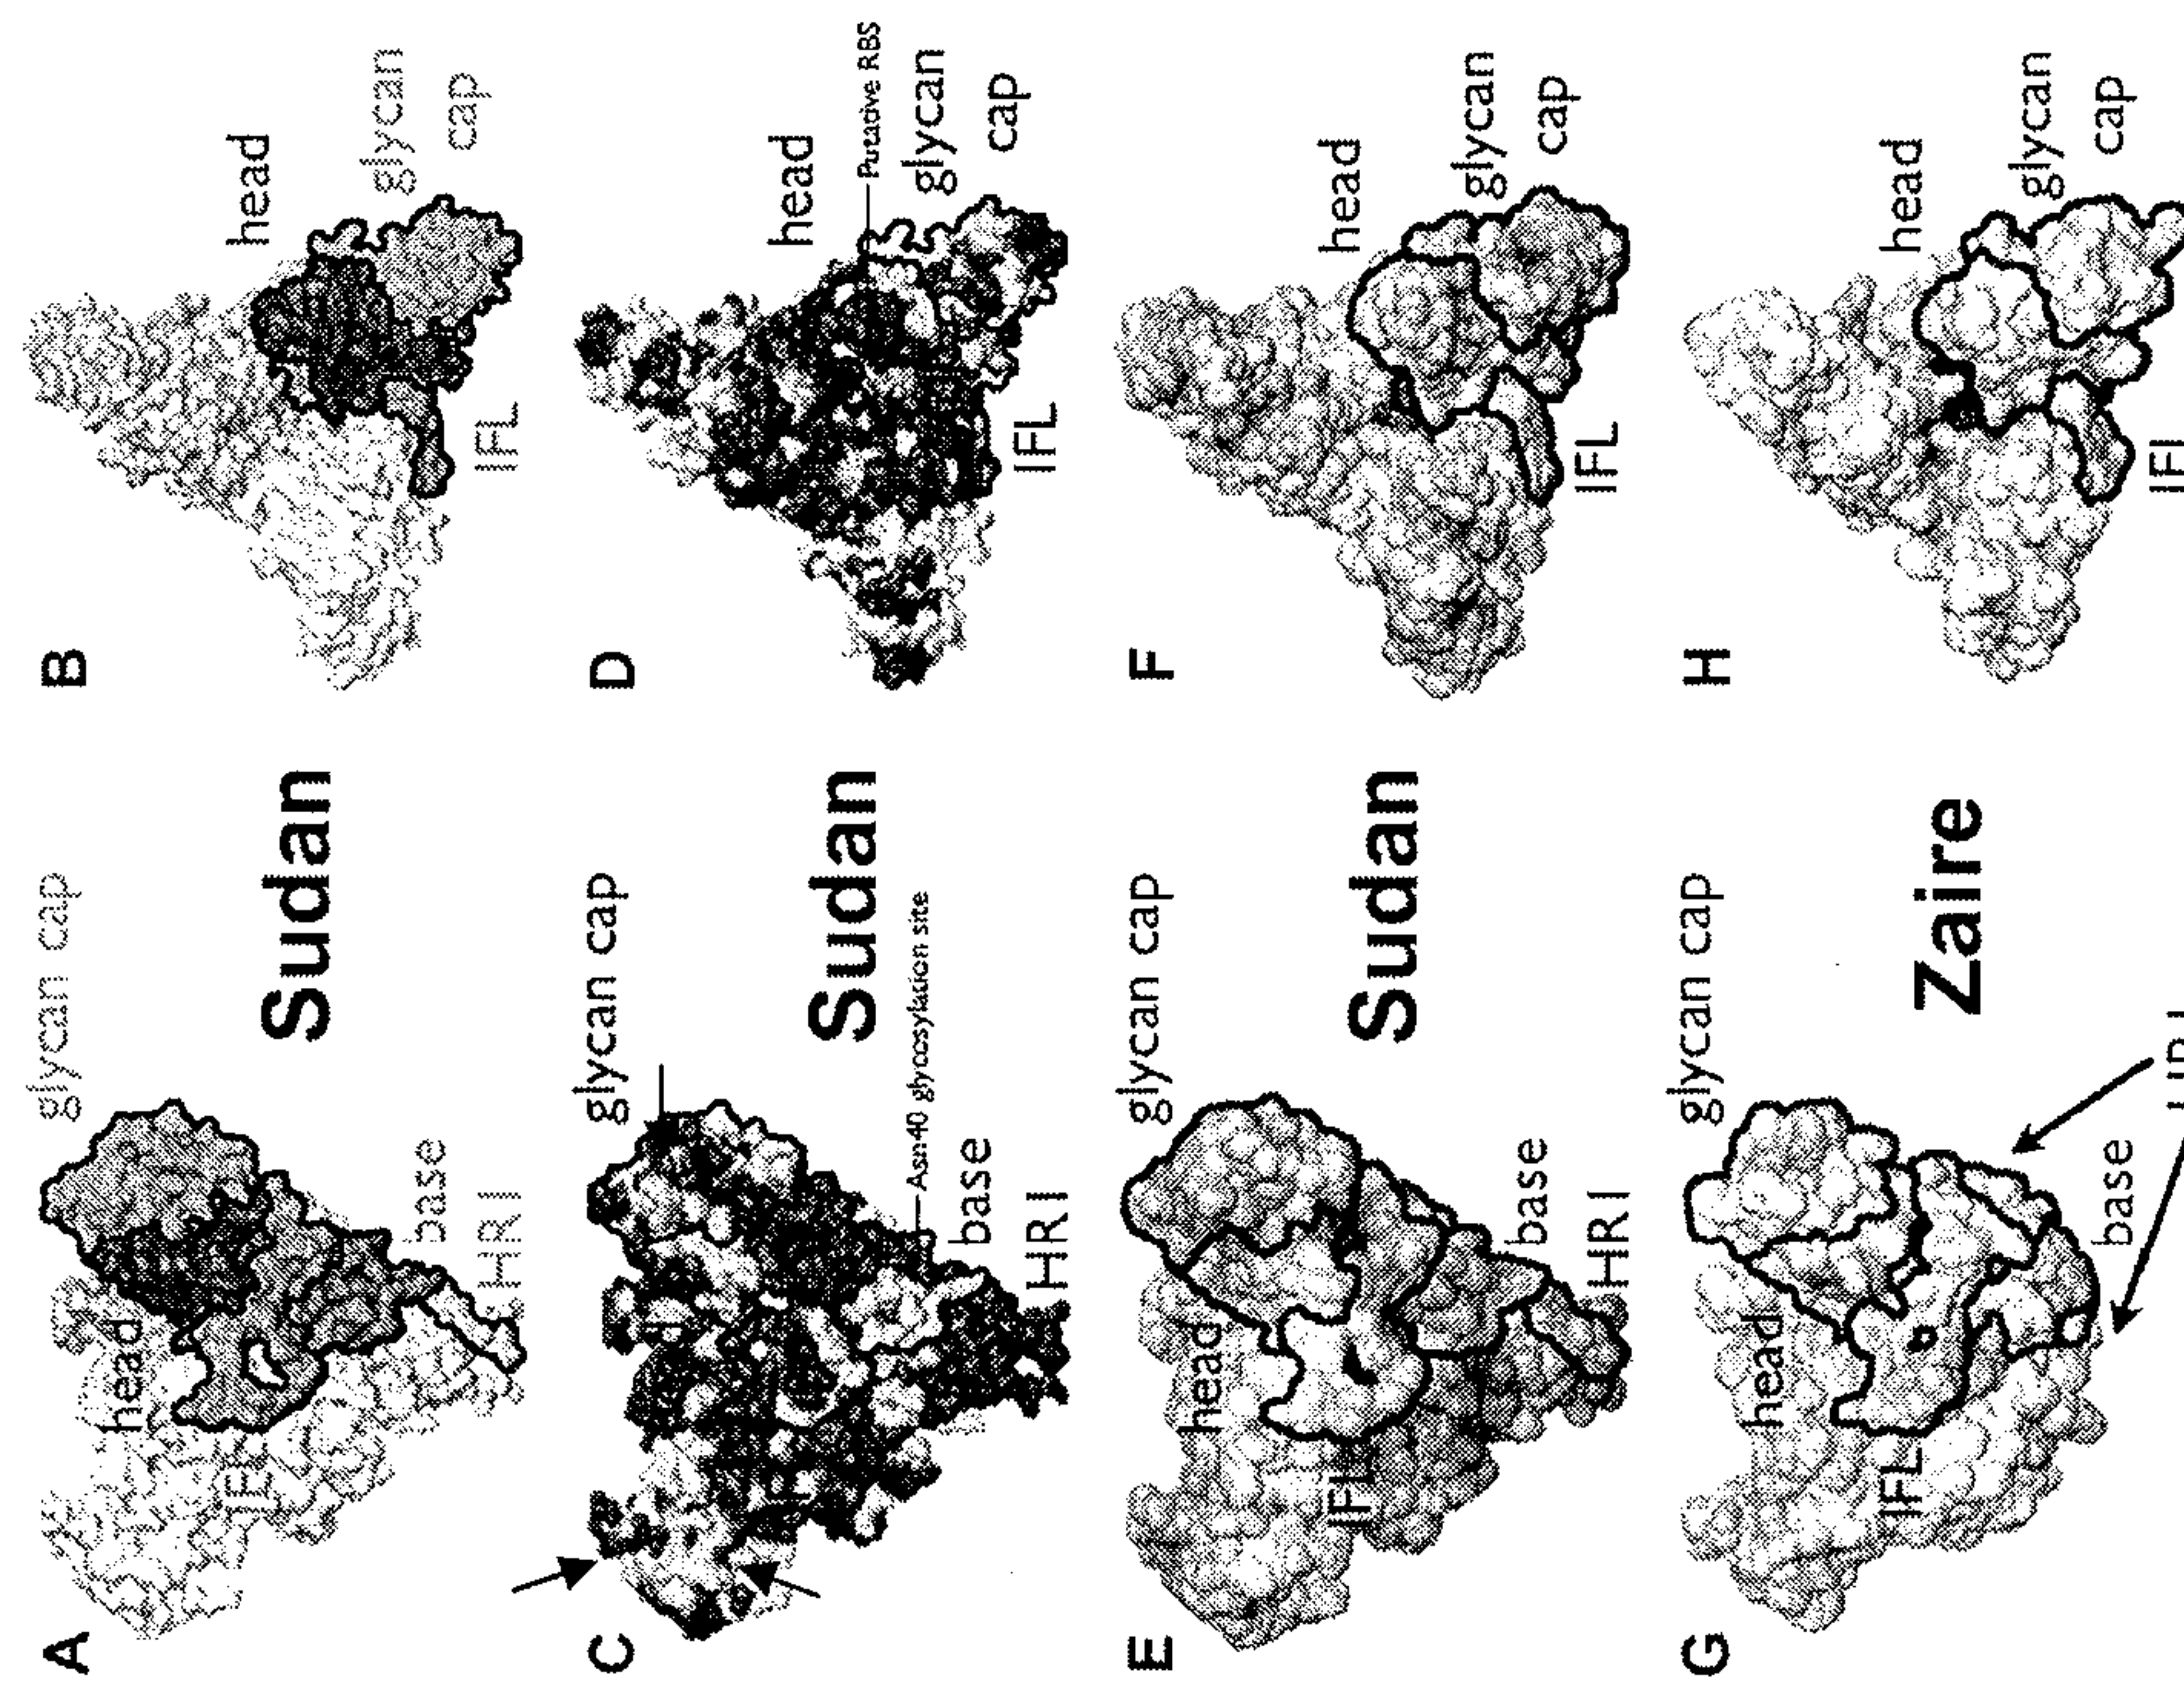 A
glycan cap
head
IFL
base
HR1
Sudan
B
head
glycan
cap
IFL
C
glycan cap
Asn40 glycosylation site
base
HR1
Sudan
D
head
Putative RBS
glycan
cap
IFL
E
glycan cap
head
IFL
base
HR1
Sudan
F
head
glycan
cap
IFL
G
glycan cap
head
IFL
base
Zaire
H
head
glycan
cap
IFL